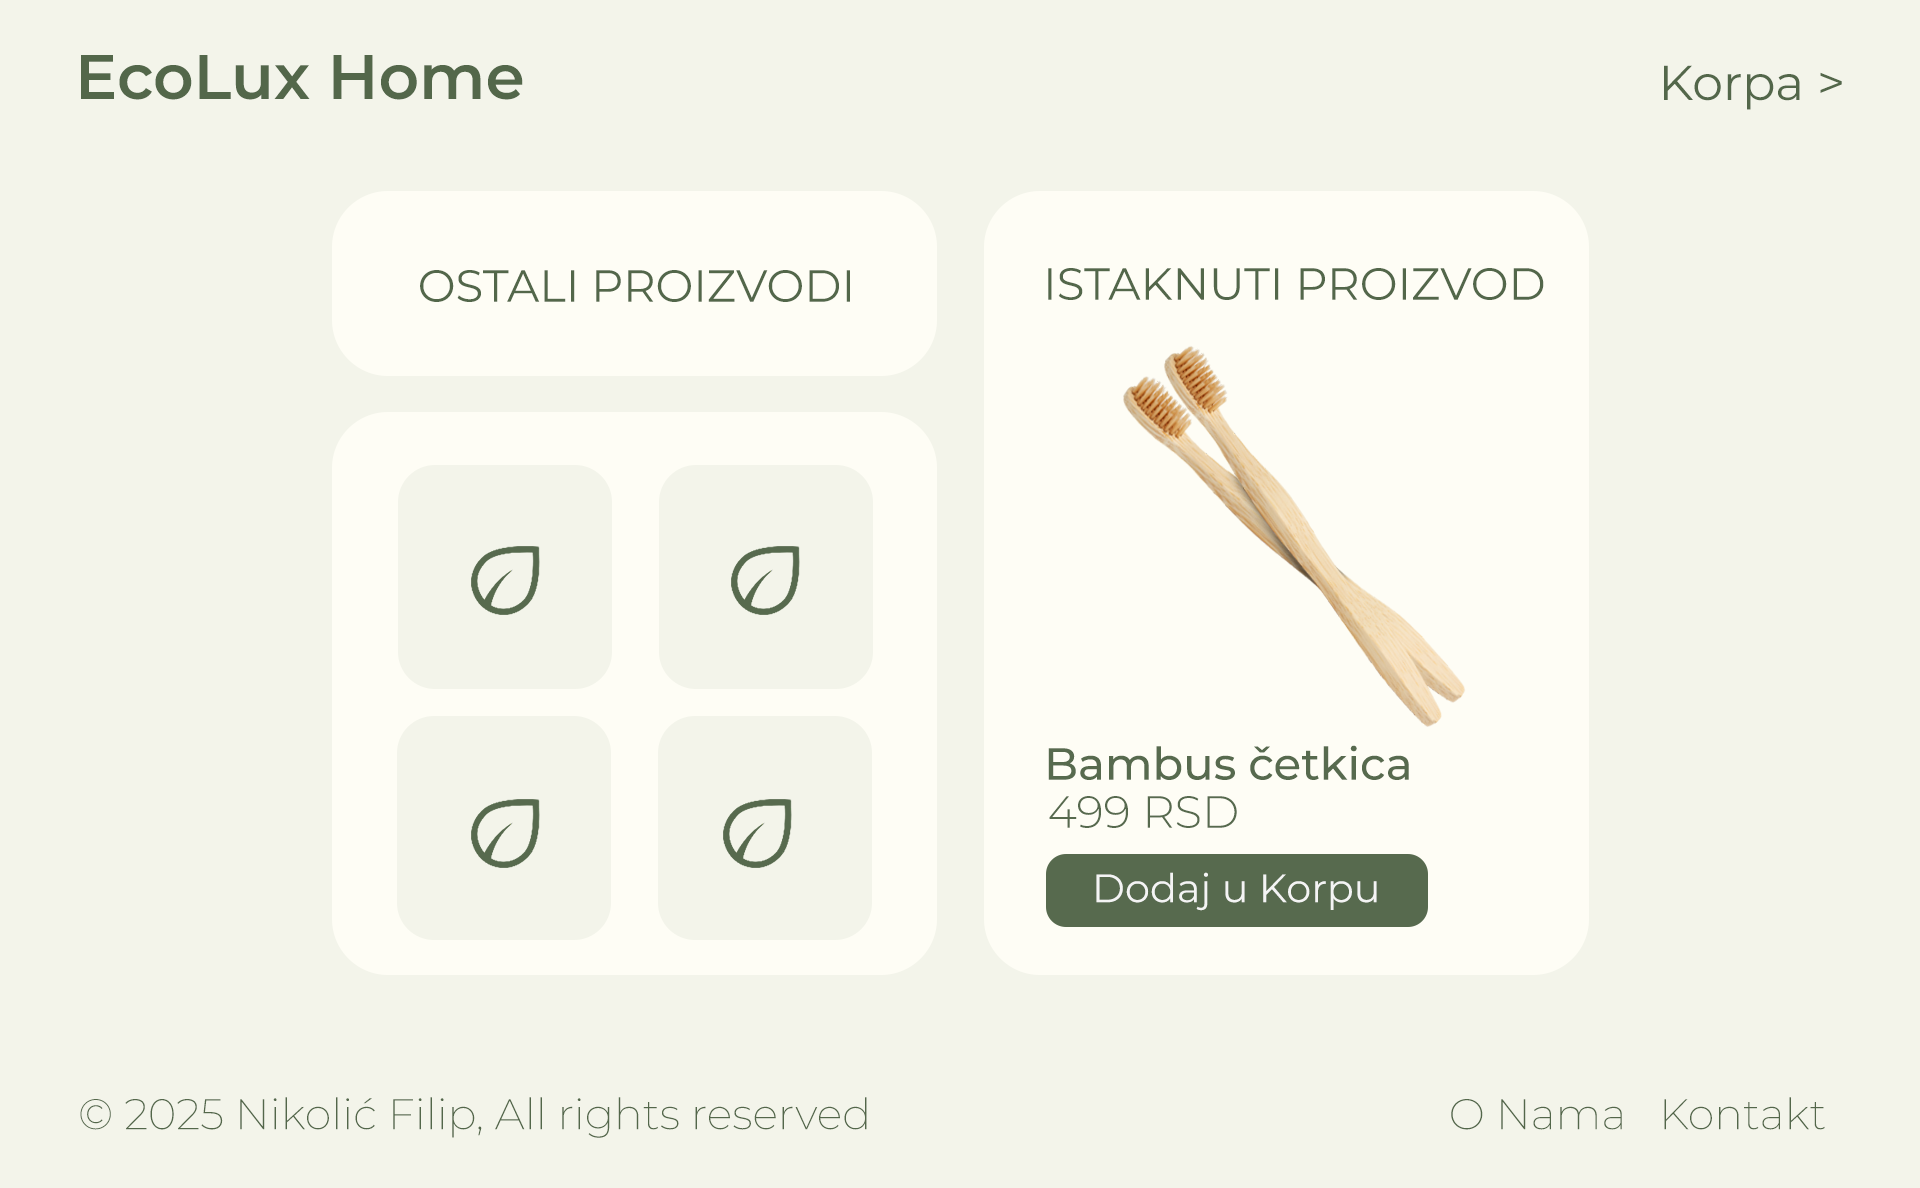 EcoLux Home
Korpa >
OSTALI PROIZVODI
ISTAKNUTI PROIZVOD
Bambus četkica
499 RSD
Dodaj u Korpu
© 2025 Nikolić Filip, All rights reserved
O Nama
Kontakt